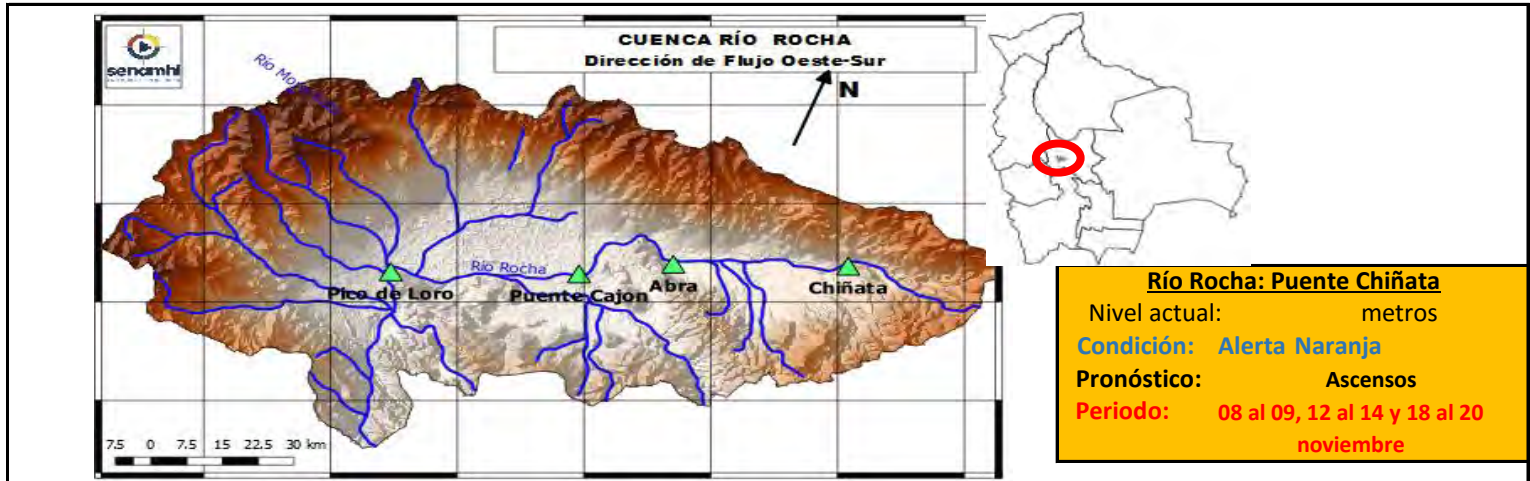 senamhi
CUENCA RÍO ROCHA
Dirección de Flujo Oeste-Sur
N
Río Rocha
Pico de Loro
Puente Cajon
Abra
Chiñata
7.5 0 7.5 15 22.5 30 km
Río Rocha: Puente Chiñata
Nivel actual: metros
Condición: Alerta Naranja
Pronóstico: Ascensos
Periodo: 08 al 09, 12 al 14 y 18 al 20
noviembre